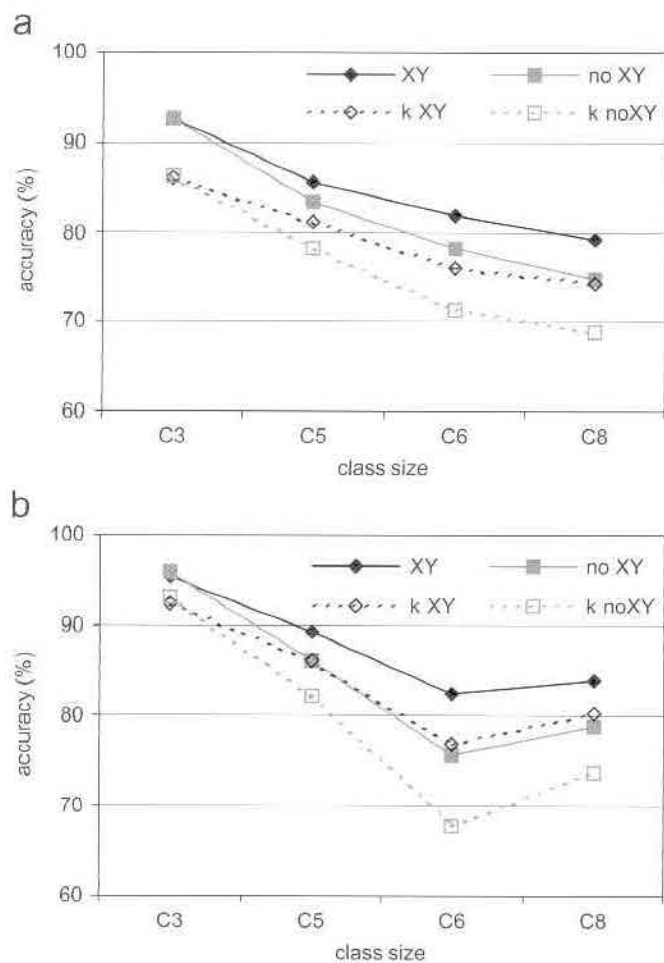 a
100
90
80
70
60
accuracy (%)
XY
no XY
k XY
k noXY
C3
C5
C6
C8
class size
b
100
90
80
70
60
accuracy (%)
XY
no XY
k XY
k noXY
C3
C5
C6
C8
class size